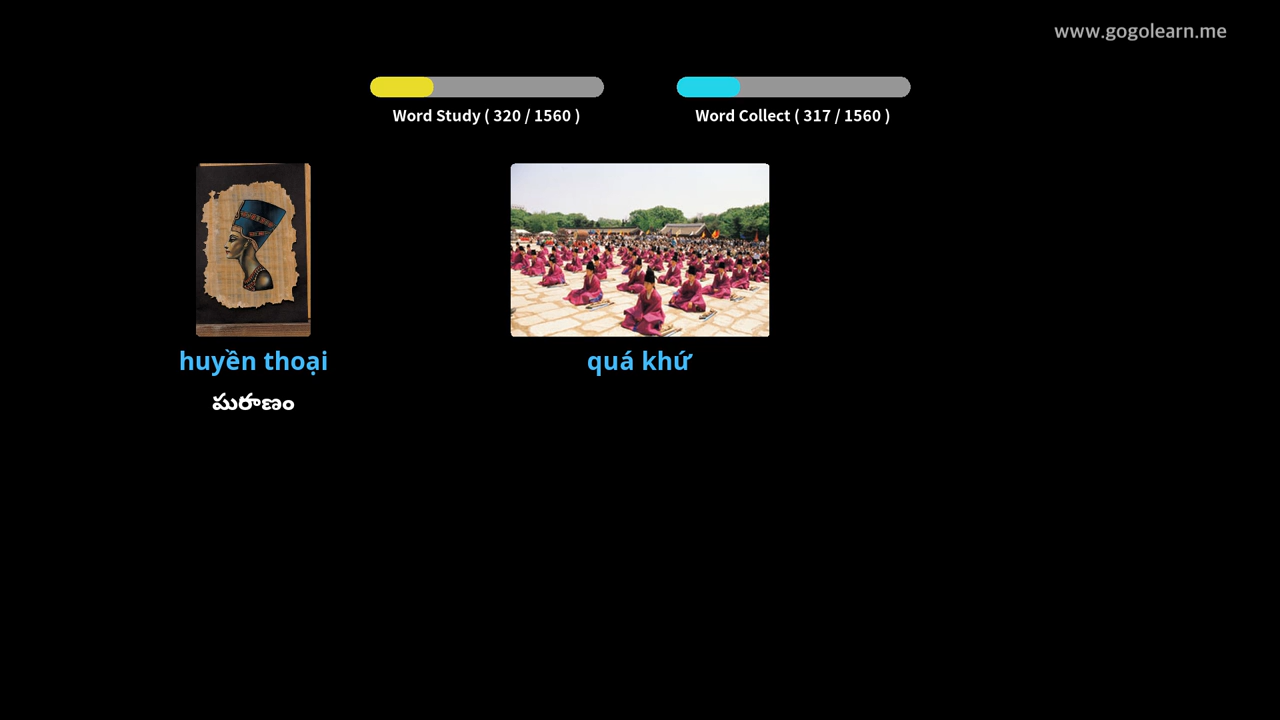 www.gogolearn.me
Word Study ( 320 / 1560 )
Word Collect ( 317 / 1560 )
huyền thoại
quá khứ
పురాణం